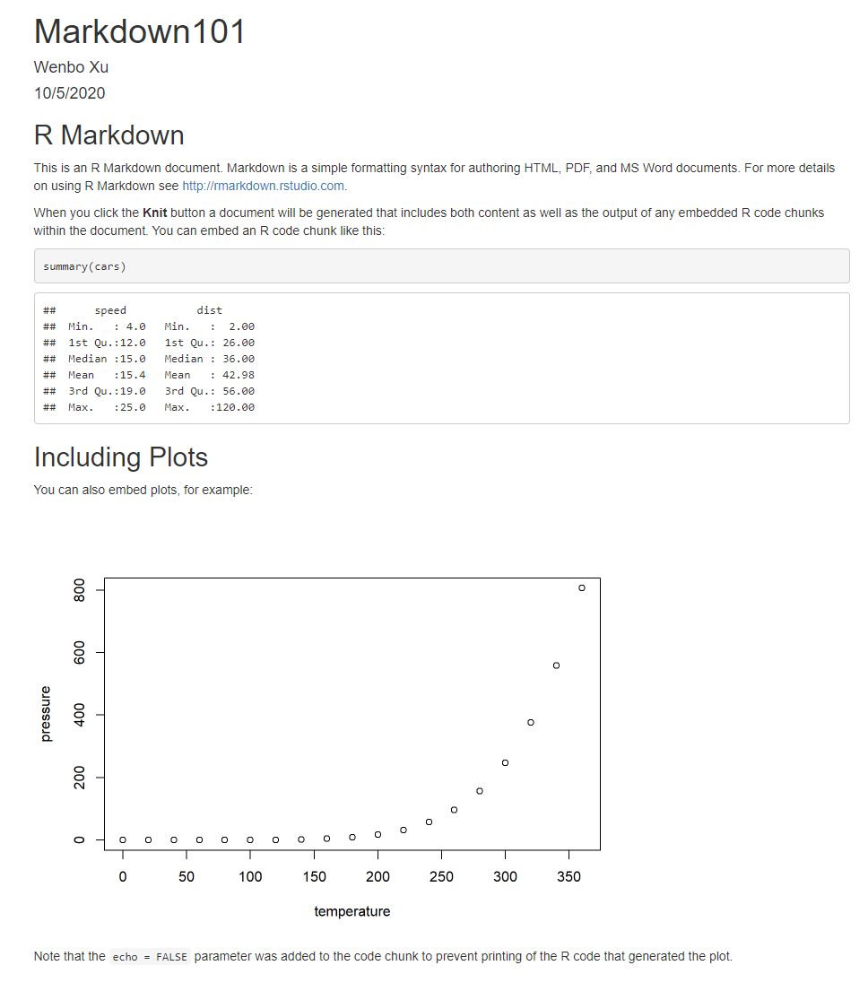 Markdown101
Wenbo Xu
10/5/2020
R Markdown
This is an R Markdown document. Markdown is a simple formatting syntax for authoring HTML, PDF, and MS Word documents. For more details
on using R Markdown see http://rmarkdown.rstudio.com.
When you click the Knit button a document will be generated that includes both content as well as the output of any embedded R code chunks
within the document. You can embed an R code chunk like this:
summary(cars)
##      speed           dist
##  Min.   : 4.0   Min.   :  2.00
##  1st Qu.:12.0   1st Qu.: 26.00
##  Median :15.0   Median : 36.00
##  Mean   :15.4   Mean   : 42.98
##  3rd Qu.:19.0   3rd Qu.: 56.00
##  Max.   :25.0   Max.   :120.00
Including Plots
You can also embed plots, for example:
800
600
400
200
0
pressure
0 50 100 150 200 250 300 350
temperature
Note that the echo = FALSE parameter was added to the code chunk to prevent printing of the R code that generated the plot.